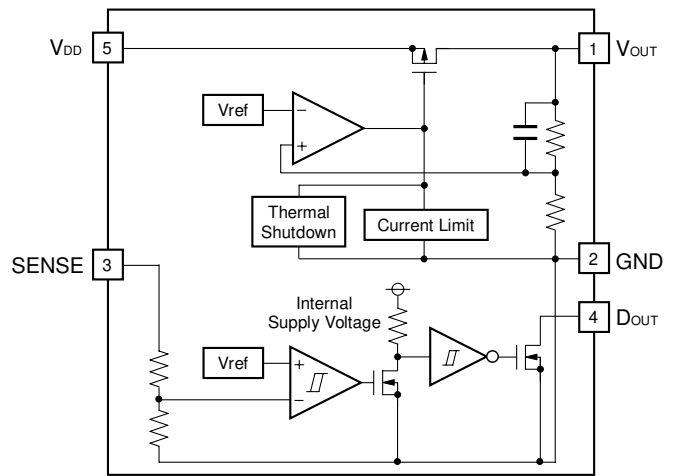 VDD
5
1
VOUT
Vref
−
+
Thermal
Shutdown
Current Limit
SENSE
3
2
GND
Internal
Supply Voltage
4
DOUT
Vref
+
−